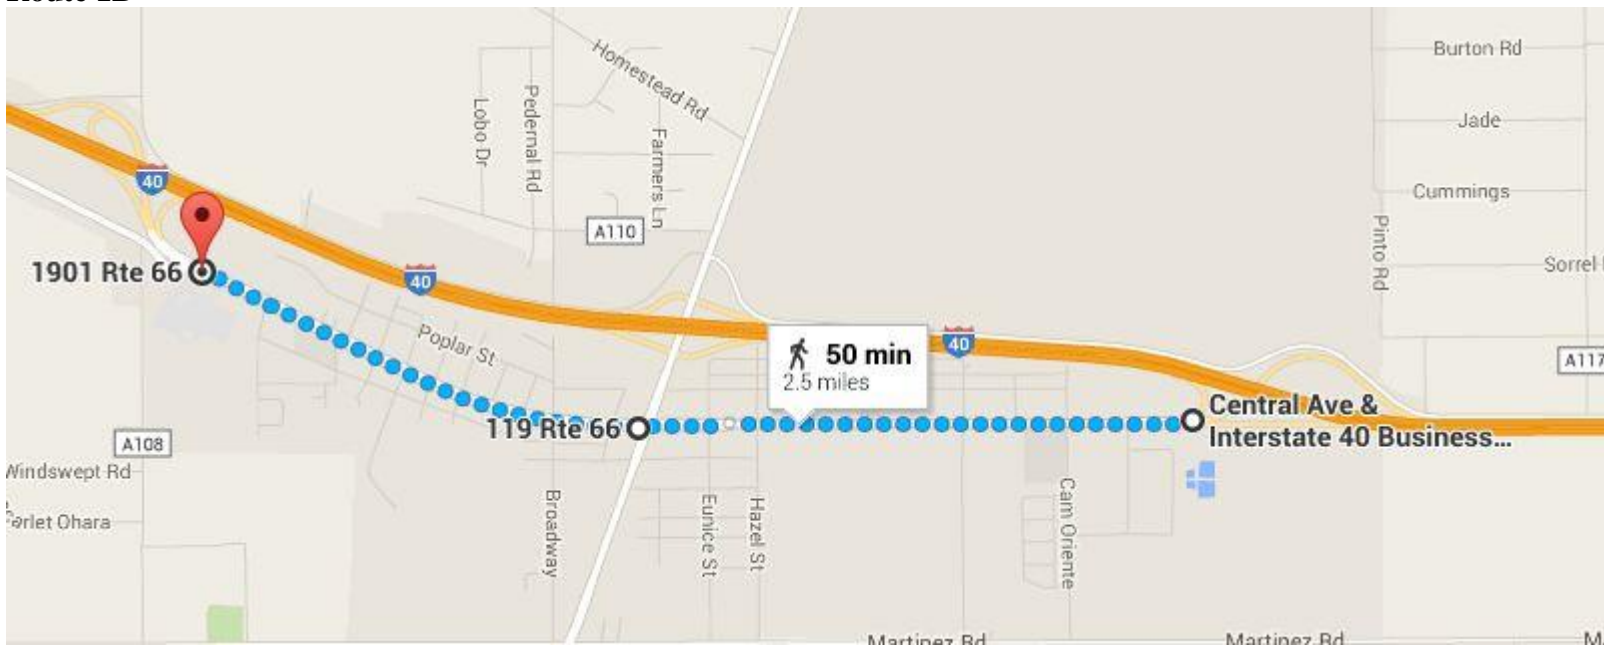 Burton Rd
Homestead Rd
Jade
Lobo Dr
Pedernal Rd
Farmers Ln
40
Cummings
A110
Pinto Rd
1901 Rte 66
Sorrel
40
Poplar St
50 min
2.5 miles
40
A117
Central Ave &
Interstate 40 Business...
119 Rte 66
A108
Windswept Rd
Broadway
Eunice St
Hazel St
Cam Oriente
Ohara
Martinez Rd
Martinez Rd